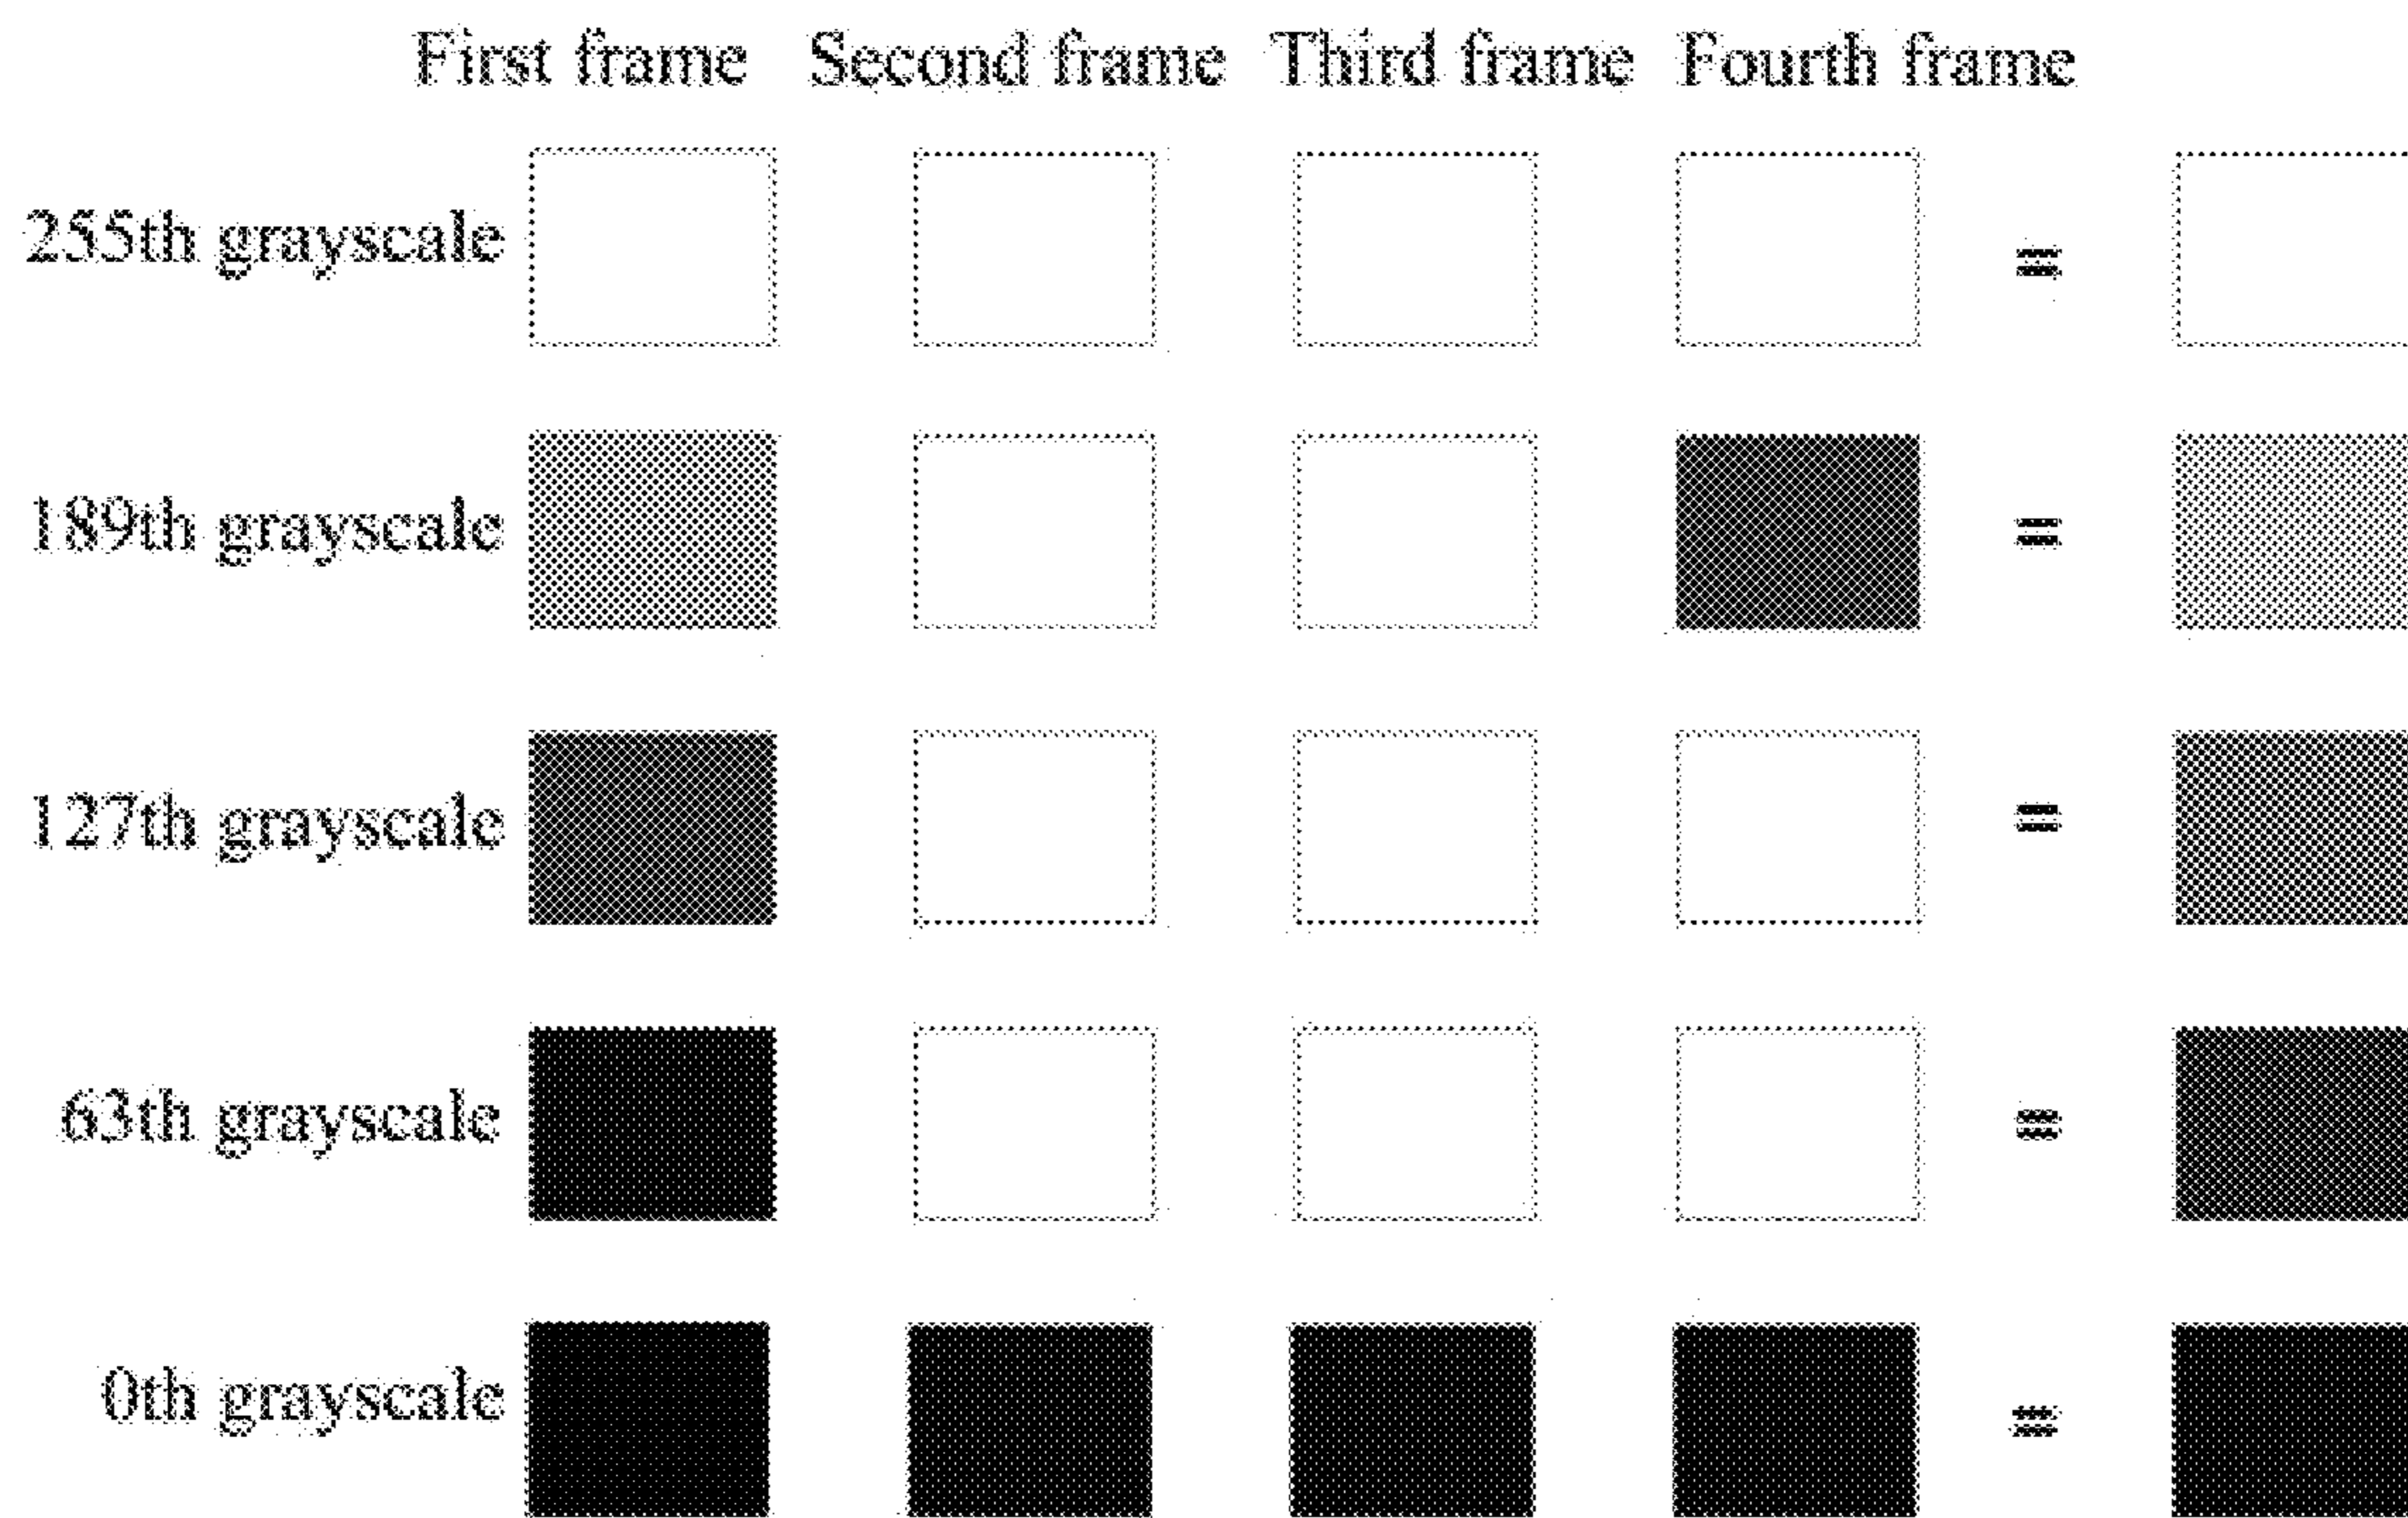 First frame Second frame Third frame Fourth frame
255th grayscale =
189th grayscale =
127th grayscale =
63th grayscale =
0th grayscale =